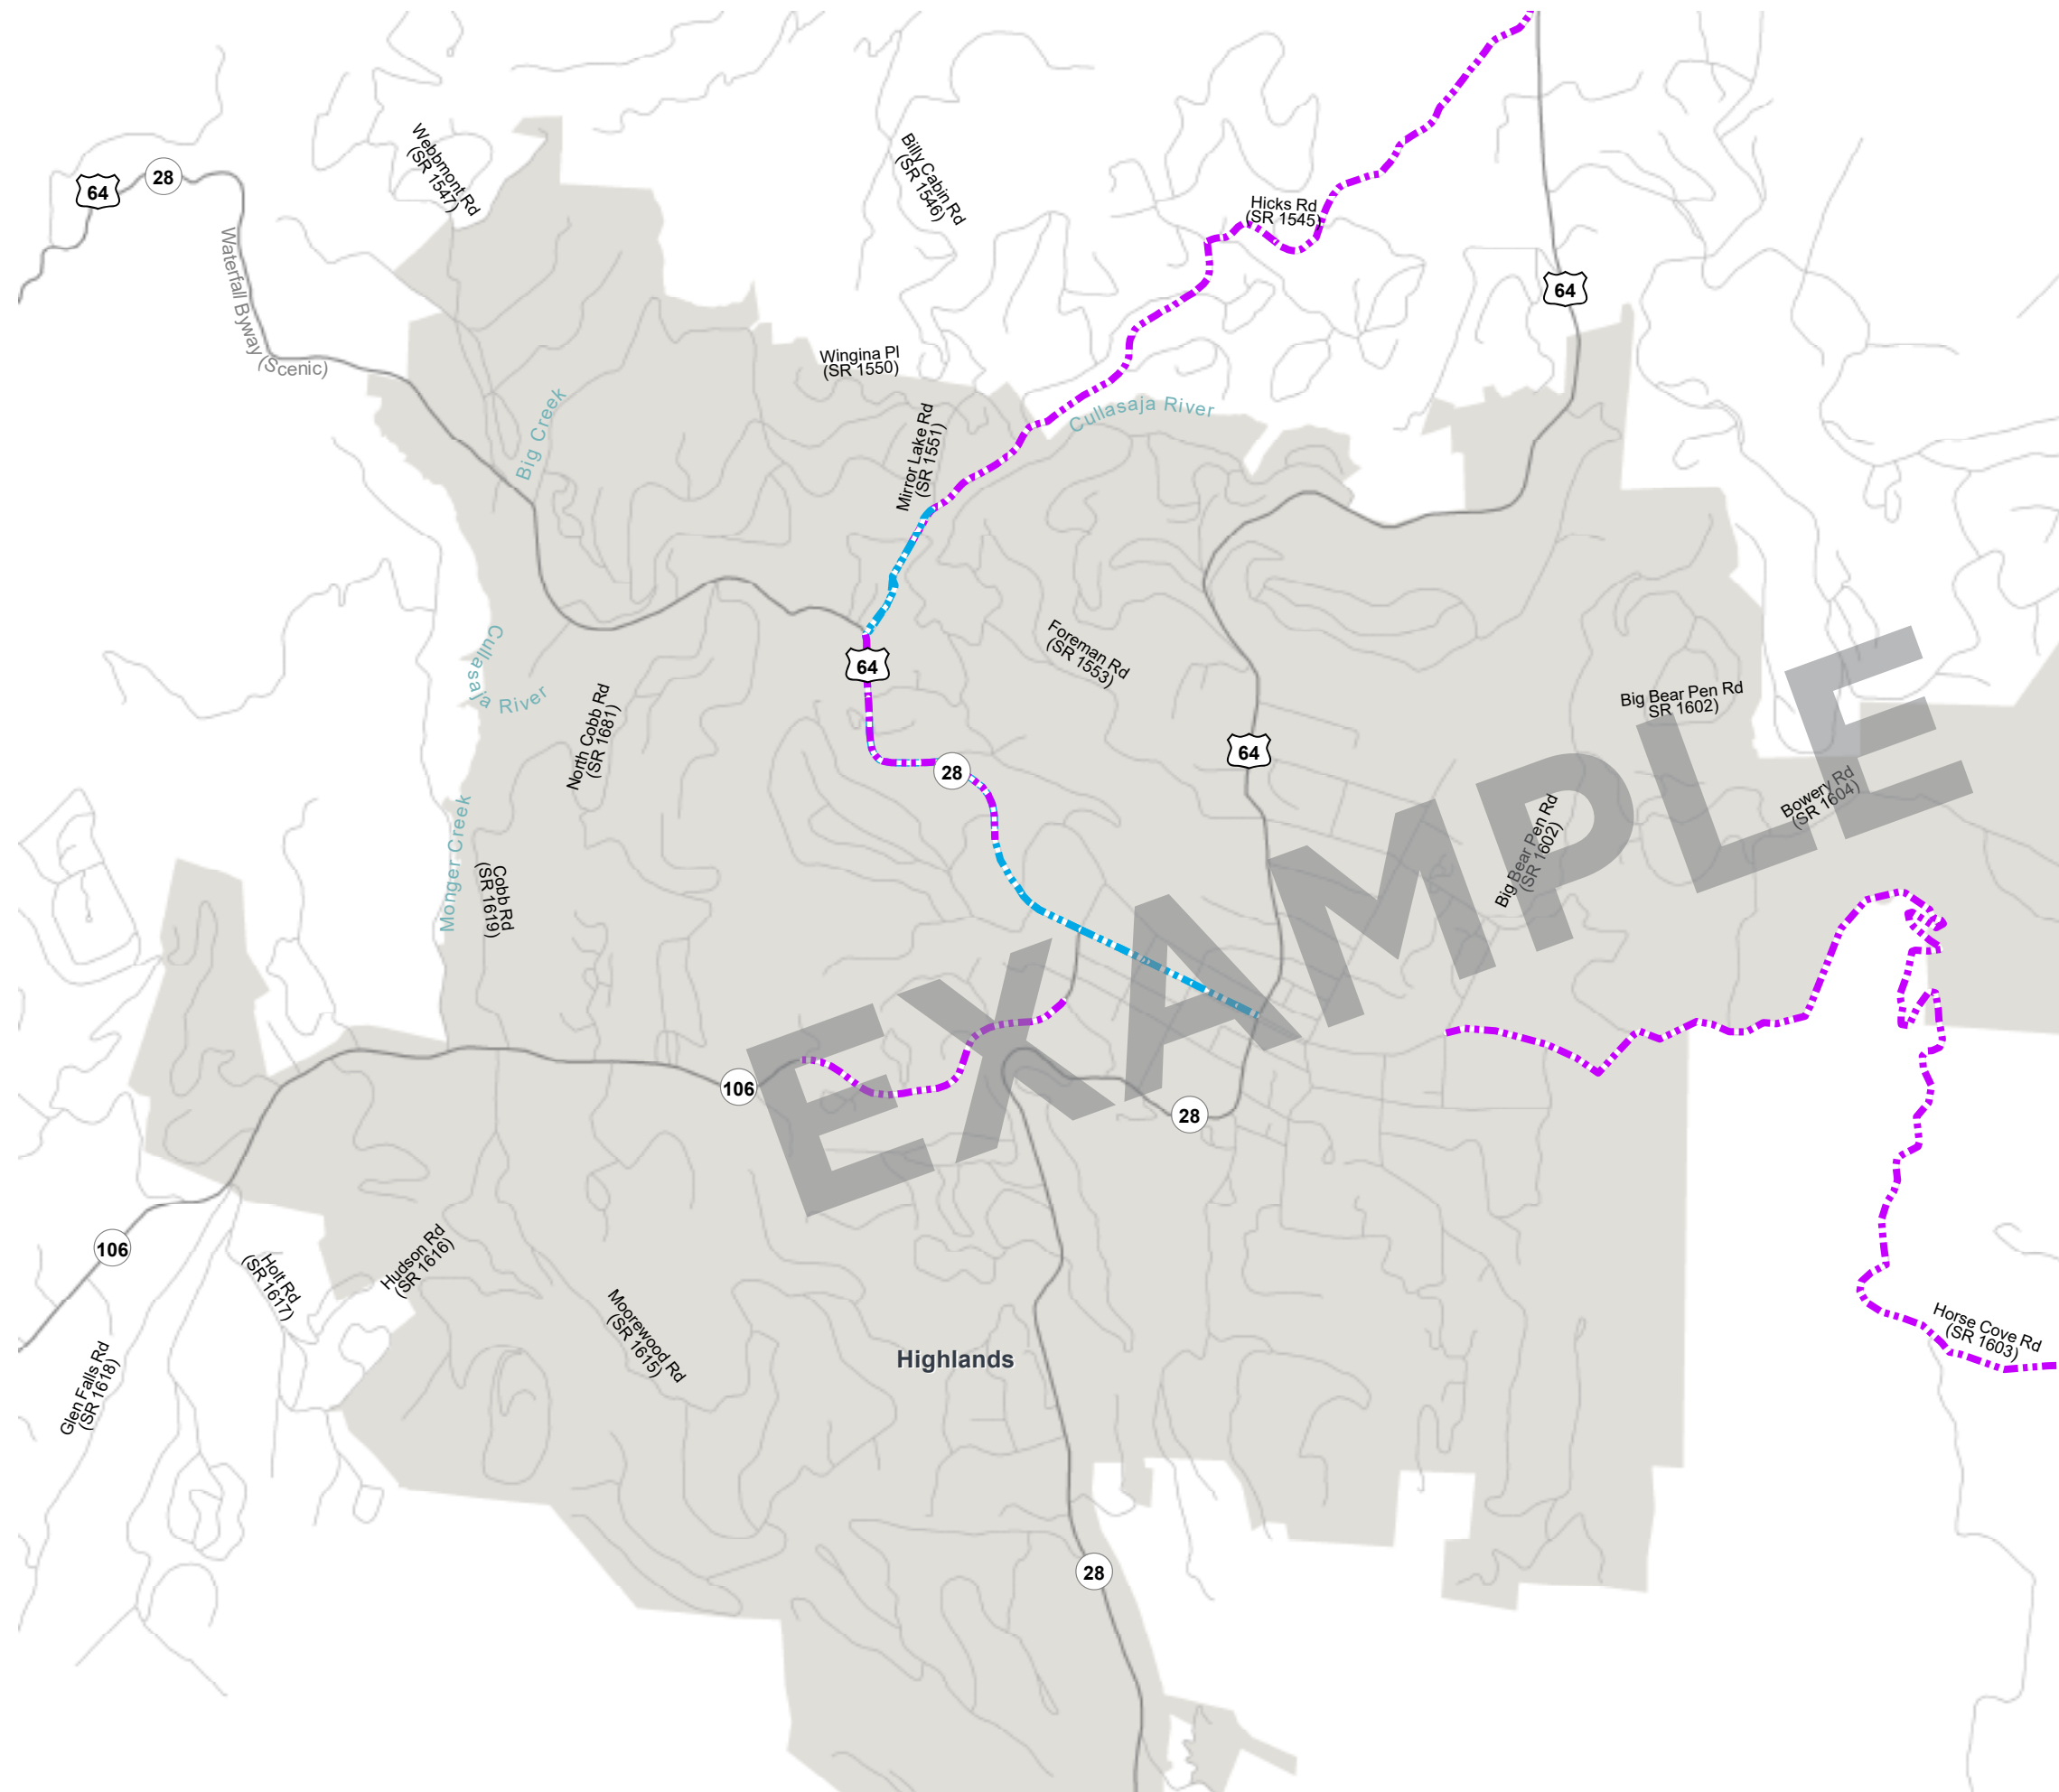 Webbmont Rd
(SR 1547)
Billy Cabin Rd
(SR 1546)
64
28
Hicks Rd
(SR 1545)
Waterfall Byway (Scenic)
64
Wingina Pl
(SR 1550)
Big Creek
Mirror Lake Rd
(SR 1551)
Cullasaja River
Cullasaja River
64
Foreman Rd
(SR 1553)
North Cobb Rd
(SR 1681)
Big Bear Pen Rd
SR 1602)
64
28
Monger Creek
Cobb Rd
(SR 1619)
Big Bear Pen Rd
(SR 1602)
Bowery Rd
(SR 1604)
EXAMPLE
106
28
106
Holt Rd
(SR 1617)
Hudson Rd
(SR 1616)
Moorewood Rd
(SR 1615)
Glen Falls Rd
(SR 1618)
Highlands
Horse Cove Rd
(SR 1603)
28